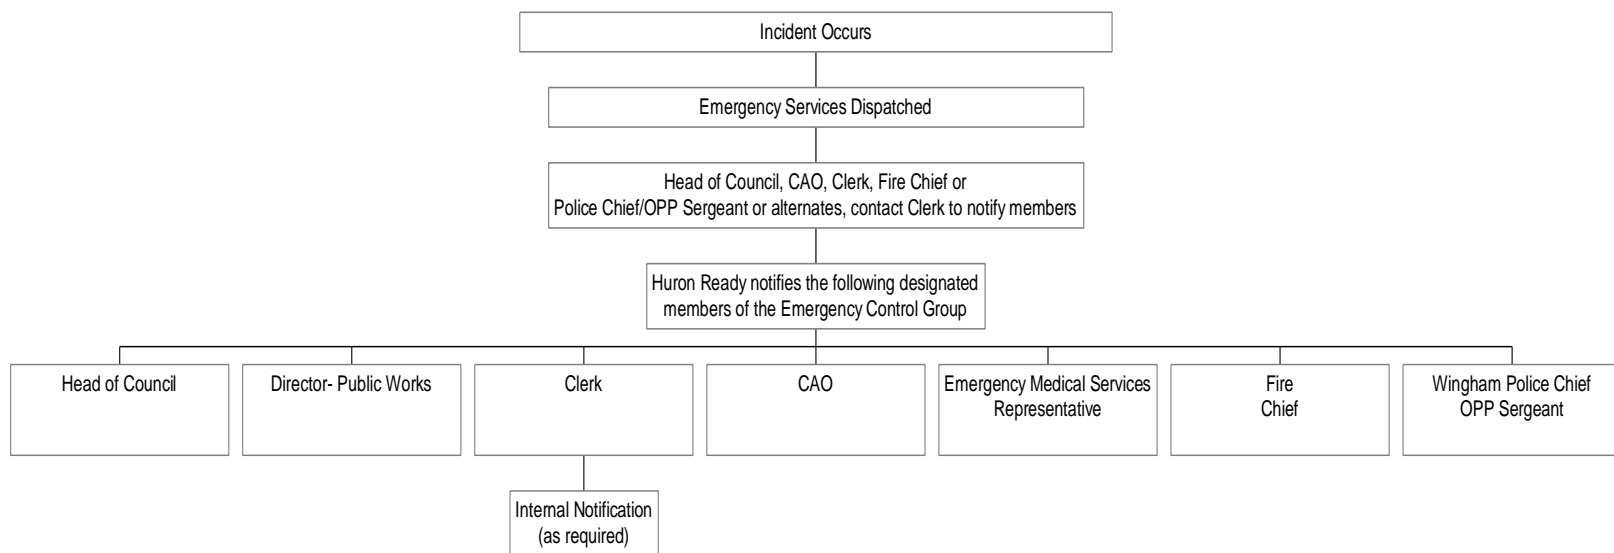 Incident Occurs
Emergency Services Dispatched
Head of Council, CAO, Clerk, Fire Chief or
Police Chief/OPP Sergeant or alternates, contact Clerk to notify members
Huron Ready notifies the following designated
members of the Emergency Control Group
Head of Council
Director- Public Works
Clerk
CAO
Emergency Medical Services
Representative
Fire
Chief
Wingham Police Chief
OPP Sergeant
Internal Notification
(as required)